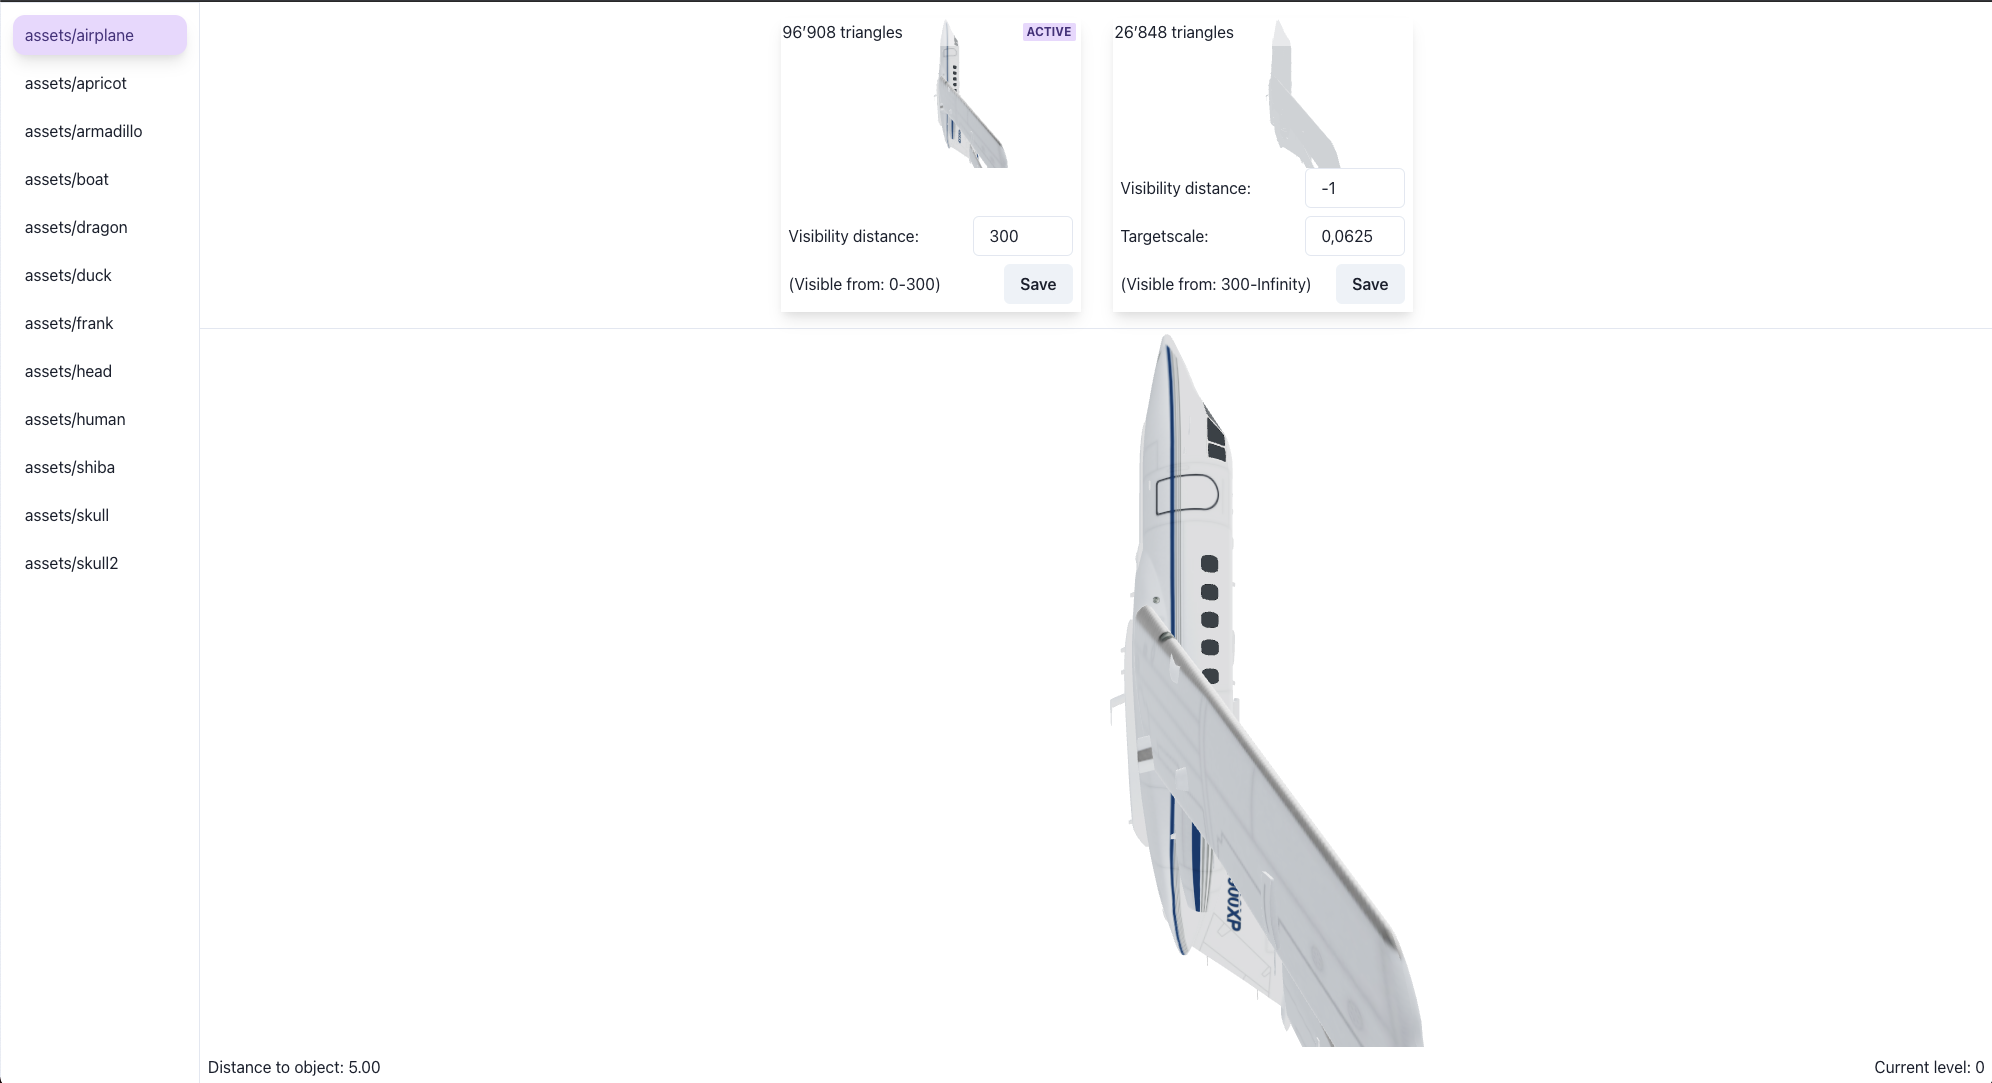 assets/airplane
assets/apricot
assets/armadillo
assets/boat
assets/dragon
assets/duck
assets/frank
assets/head
assets/human
assets/shiba
assets/skull
assets/skull2
96’908 triangles
ACTIVE
Visibility distance:
300
(Visible from: 0-300)
Save
26’848 triangles
Visibility distance:
-1
Targetscale:
0,0625
(Visible from: 300-Infinity)
Save
00XP
Distance to object: 5.00
Current level: 0